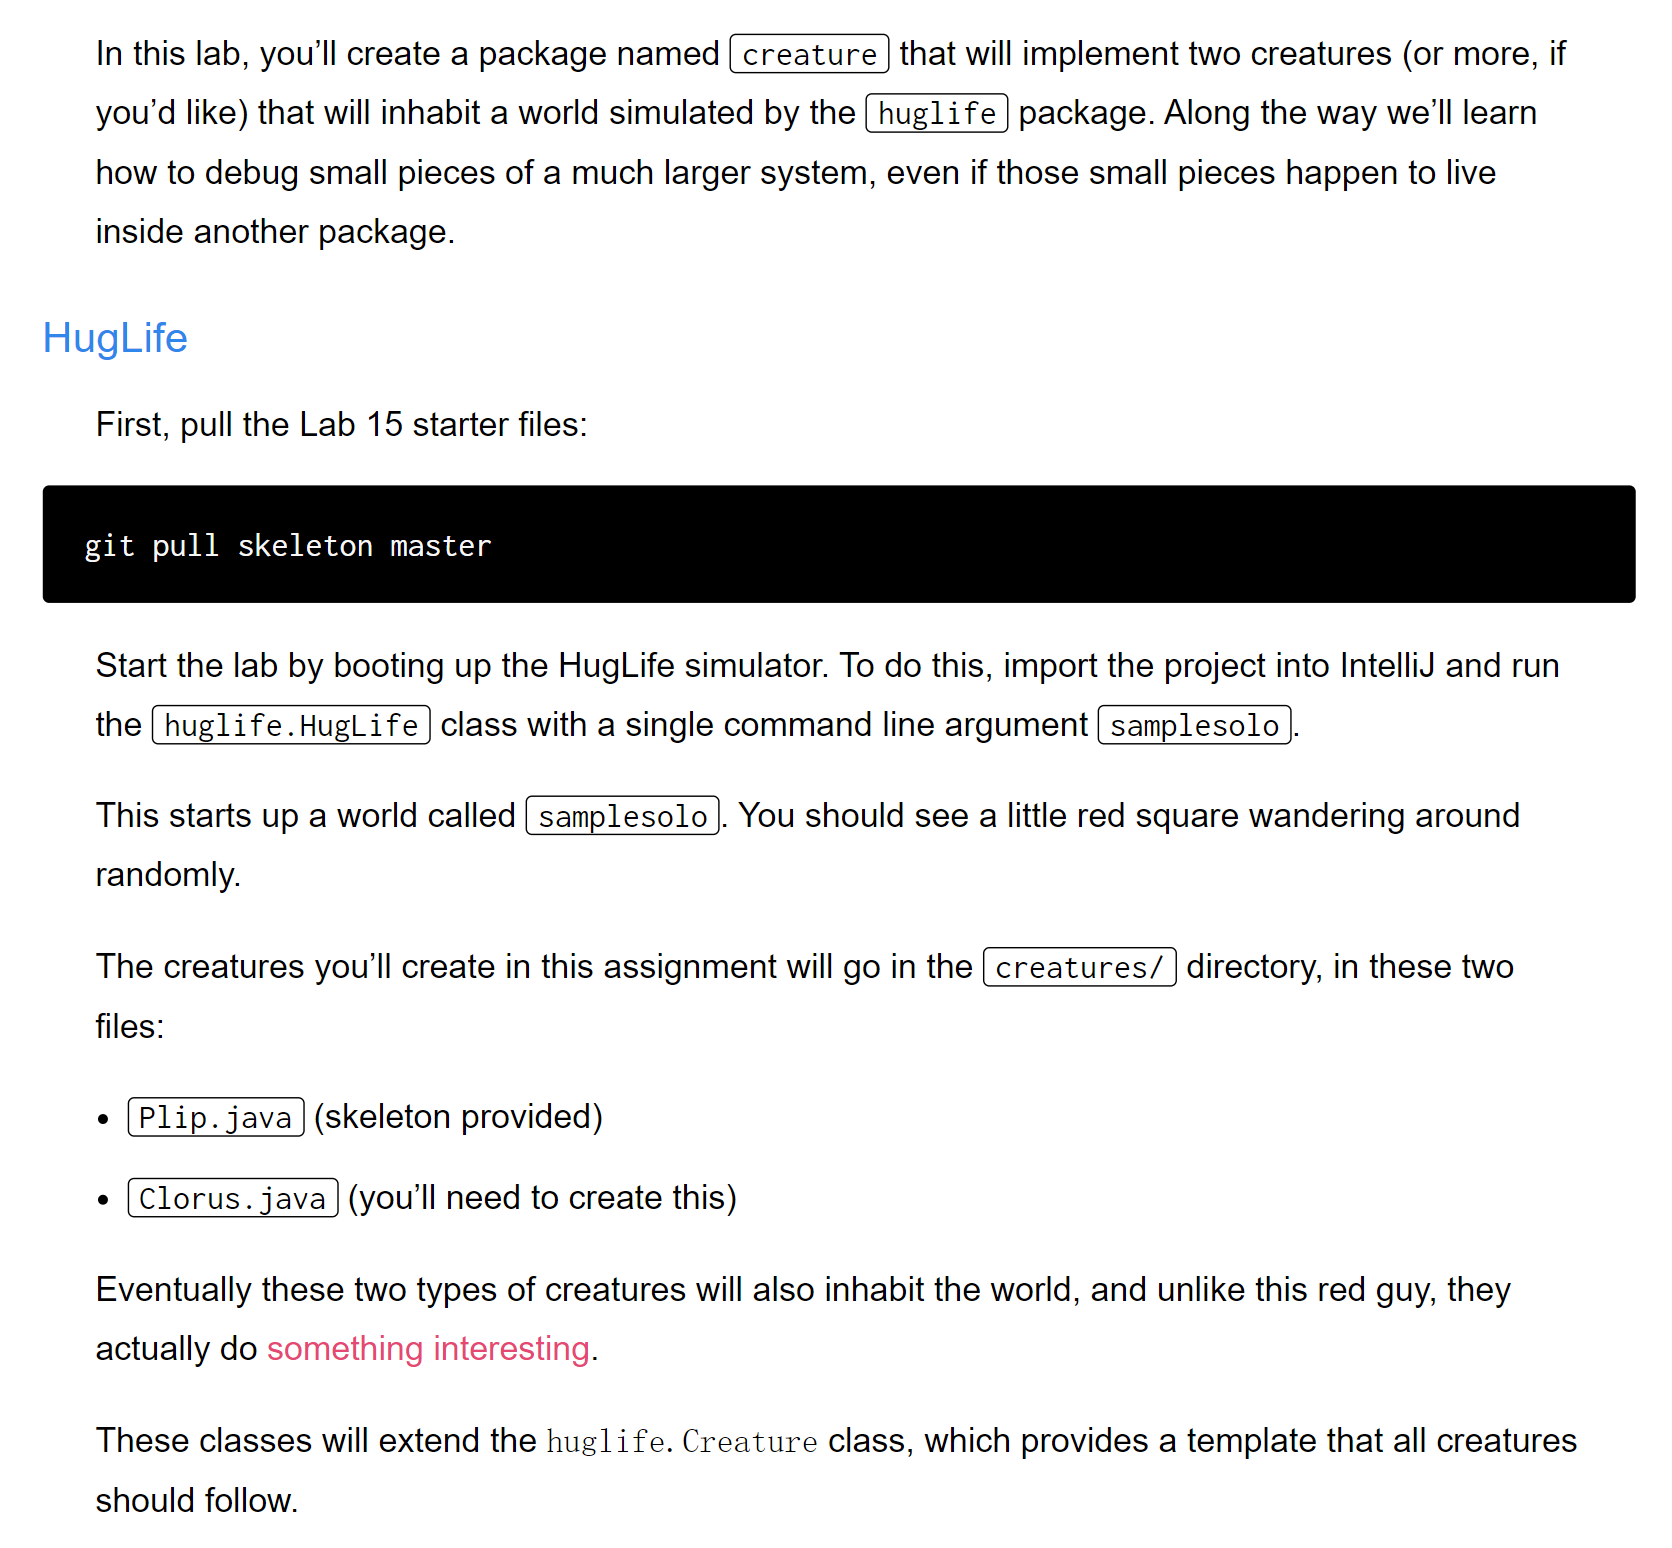 In this lab, you’ll create a package named creature that will implement two creatures (or more, if
you’d like) that will inhabit a world simulated by the huglife package. Along the way we’ll learn
how to debug small pieces of a much larger system, even if those small pieces happen to live
inside another package.
HugLife
First, pull the Lab 15 starter files:
git pull skeleton master
Start the lab by booting up the HugLife simulator. To do this, import the project into IntelliJ and run
the huglife.HugLife class with a single command line argument samplesolo.
This starts up a world called samplesolo. You should see a little red square wandering around
randomly.
The creatures you’ll create in this assignment will go in the creatures/ directory, in these two
files:
• Plip.java (skeleton provided)
• Clorus.java (you’ll need to create this)
Eventually these two types of creatures will also inhabit the world, and unlike this red guy, they
actually do something interesting.
These classes will extend the huglife.Creature class, which provides a template that all creatures
should follow.